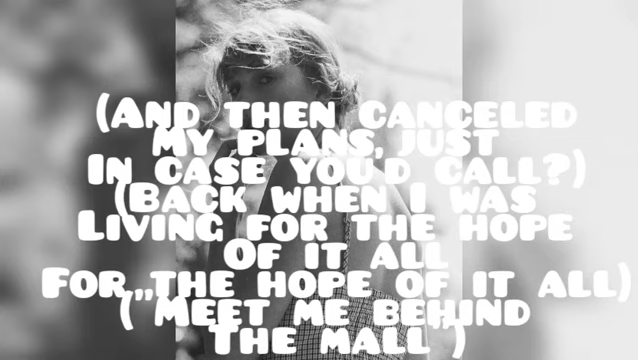 (And then canceled
My plans, just
In case you'd call?)
(Back when I was
Living for the hope
Of it all
For,,the hope of it all)
("Meet me behind
The mall")